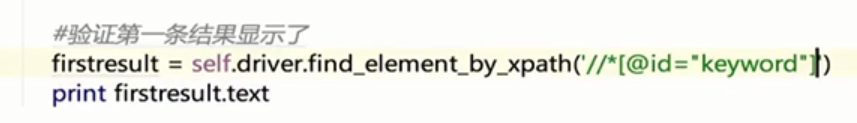 #验证第一条结果显示了
firstresult = self.driver.find_element_by_xpath('//*[@id="keyword"]')
print firstresult.text